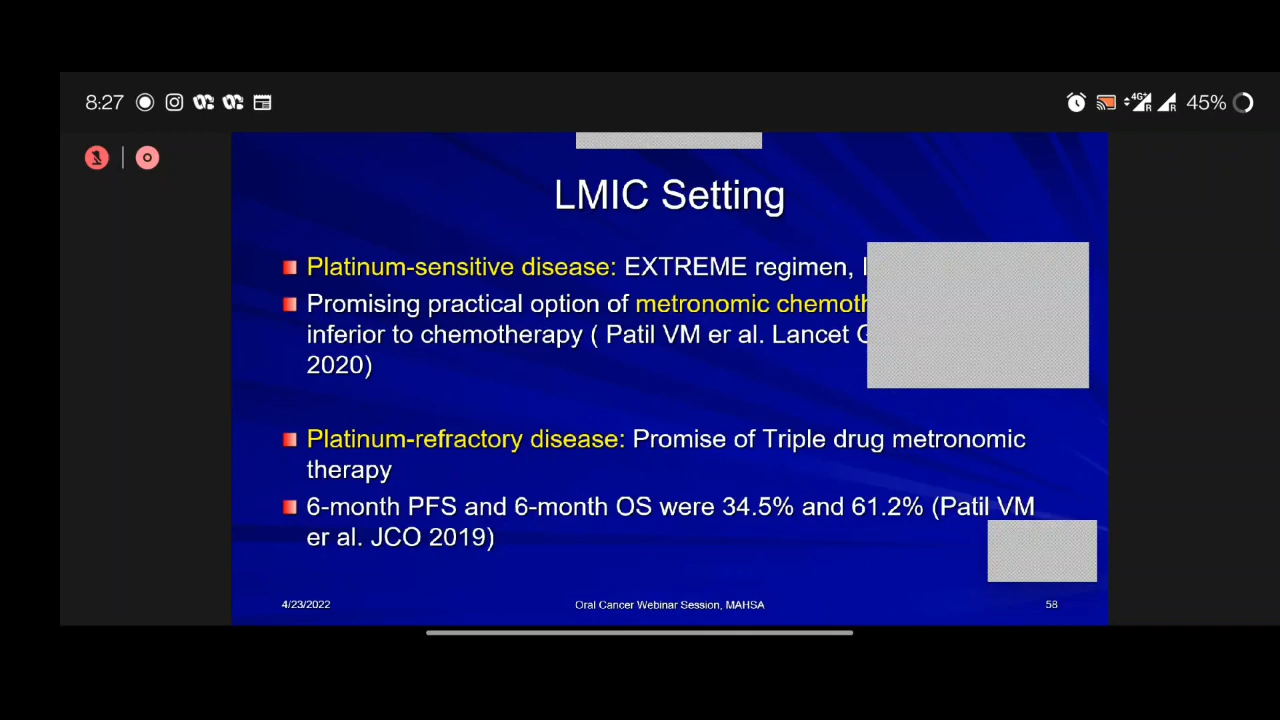 8:27
4G+
R
R
45%
LMIC Setting
Platinum-sensitive disease: EXTREME regimen,
Promising practical option of metronomic
inferior to chemotherapy ( Patil VM er al. Lancet
2020)
Platinum-refractory disease: Promise of Triple drug metronomic
therapy
6-month PFS and 6-month OS were 34.5% and 61.2% (Patil VM
er al. JCO 2019)
4/23/2022
Oral Cancer Webinar Session, MAHSA
58